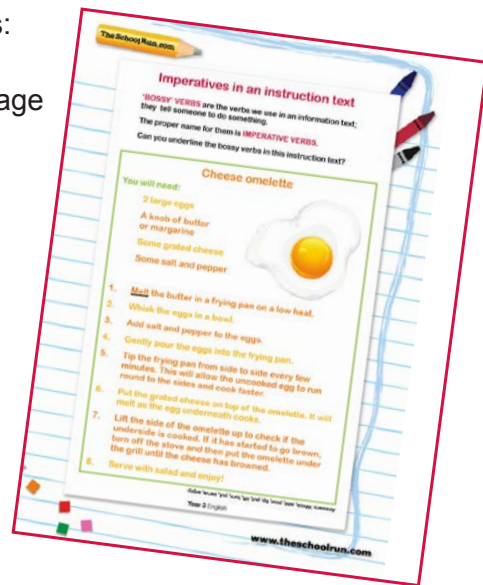 s:
age
TheSchoolRun.com
Imperatives in an instruction text
'BOSSY' VERBS are the verbs we use in an information text;
they tell someone to do something.
The proper name for them is IMPERATIVE VERBS.
Can you underline the bossy verbs in this instruction text?
Cheese omelette
You will need:
2 large eggs
A knob of butter
or margarine
Some grated cheese
Some salt and pepper
1. Melt the butter in a frying pan on a low heat.
2. Whisk the eggs in a bowl.
3. Add salt and pepper to the eggs.
4. Gently pour the eggs into the frying pan.
5. Tip the frying pan from side to side every few
minutes. This will allow the uncooked egg to run
round to the sides and cook faster.
6. Put the grated cheese on top of the omelette. It will
melt as the egg underneath cooks.
7. Lift the side of the omelette up to check if the
underside is cooked. If it has started to go brown,
turn off the stove and then put the omelette under
the grill until the cheese has browned.
8. Serve with salad and enjoy!
Year 3 English
www.theschoolrun.com